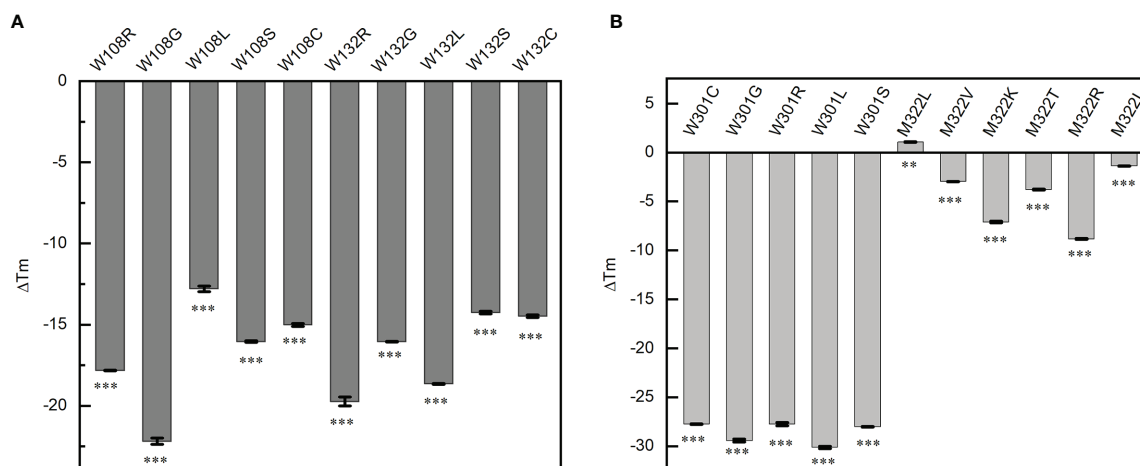 A
W108R W108G W108L W108S W108C W132R W132G W132L W132S W132C
0
-5
-10
-15
-20
ΔTm
*** *** *** *** *** *** *** *** *** ***
B
W301C W301G W301R W301L W301S M322L M322V M322K M322T M322R M322I
5
0
-5
-10
-15
-20
-25
-30
ΔTm
*** *** *** *** *** ** *** *** *** *** ***